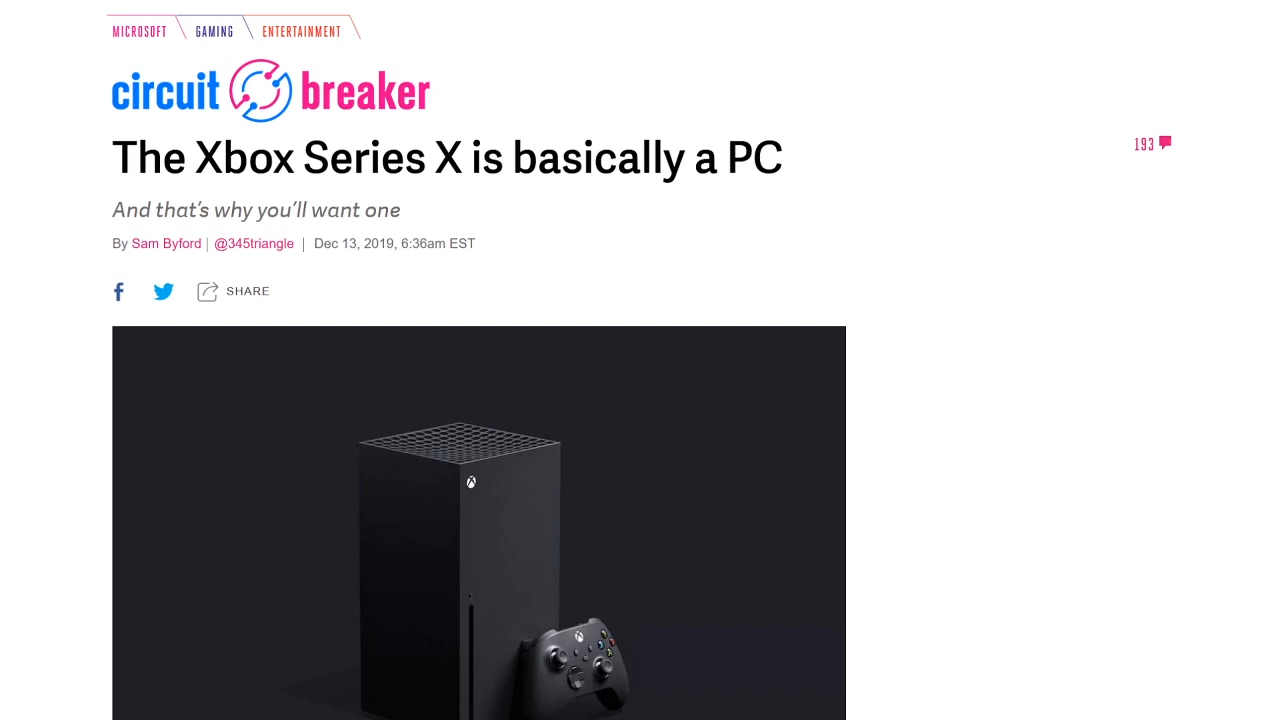 MICROSOFT GAMING ENTERTAINMENT
circuit breaker
The Xbox Series X is basically a PC
193
And that's why you'll want one
By Sam Byford | @345triangle | Dec 13, 2019, 6:36am EST
SHARE